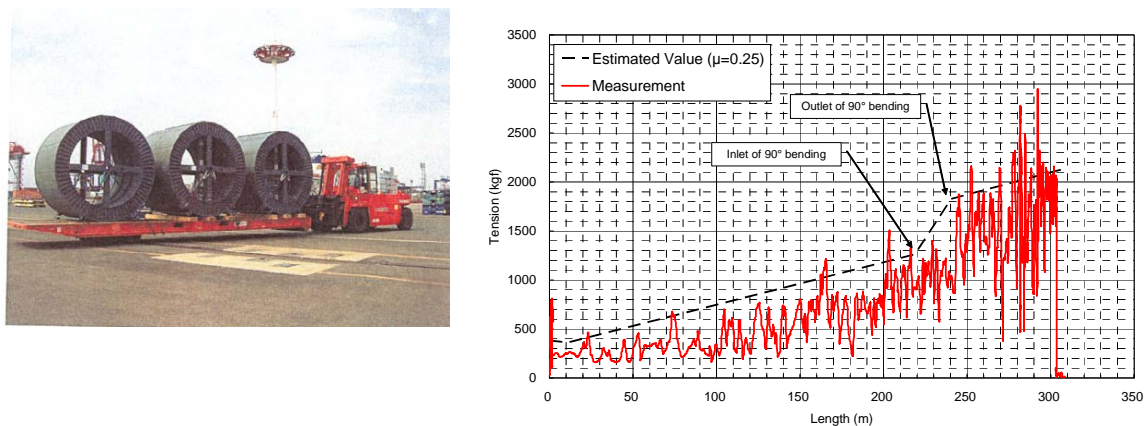 3500
3000
2500
2000
1500
1000
500
0
Tension (kgf)
Estimated Value (μ=0.25)
Measurement
Outlet of 90° bending
Inlet of 90° bending
0 50 100 150 200 250 300 350
Length (m)